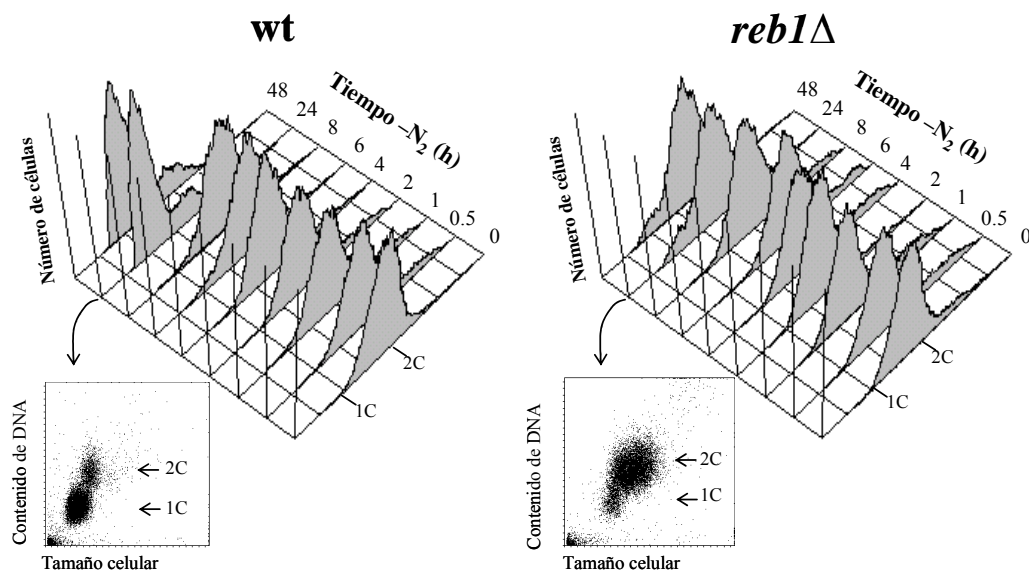 wt
Número de células
Tiempo –N2 (h)
48
24
8
6
4
2
1
0.5
0
2C
1C
Contenido de DNA
2C
1C
Tamaño celular
reb1Δ
Número de células
Tiempo –N2 (h)
48
24
8
6
4
2
1
0.5
0
2C
1C
Contenido de DNA
2C
1C
Tamaño celular